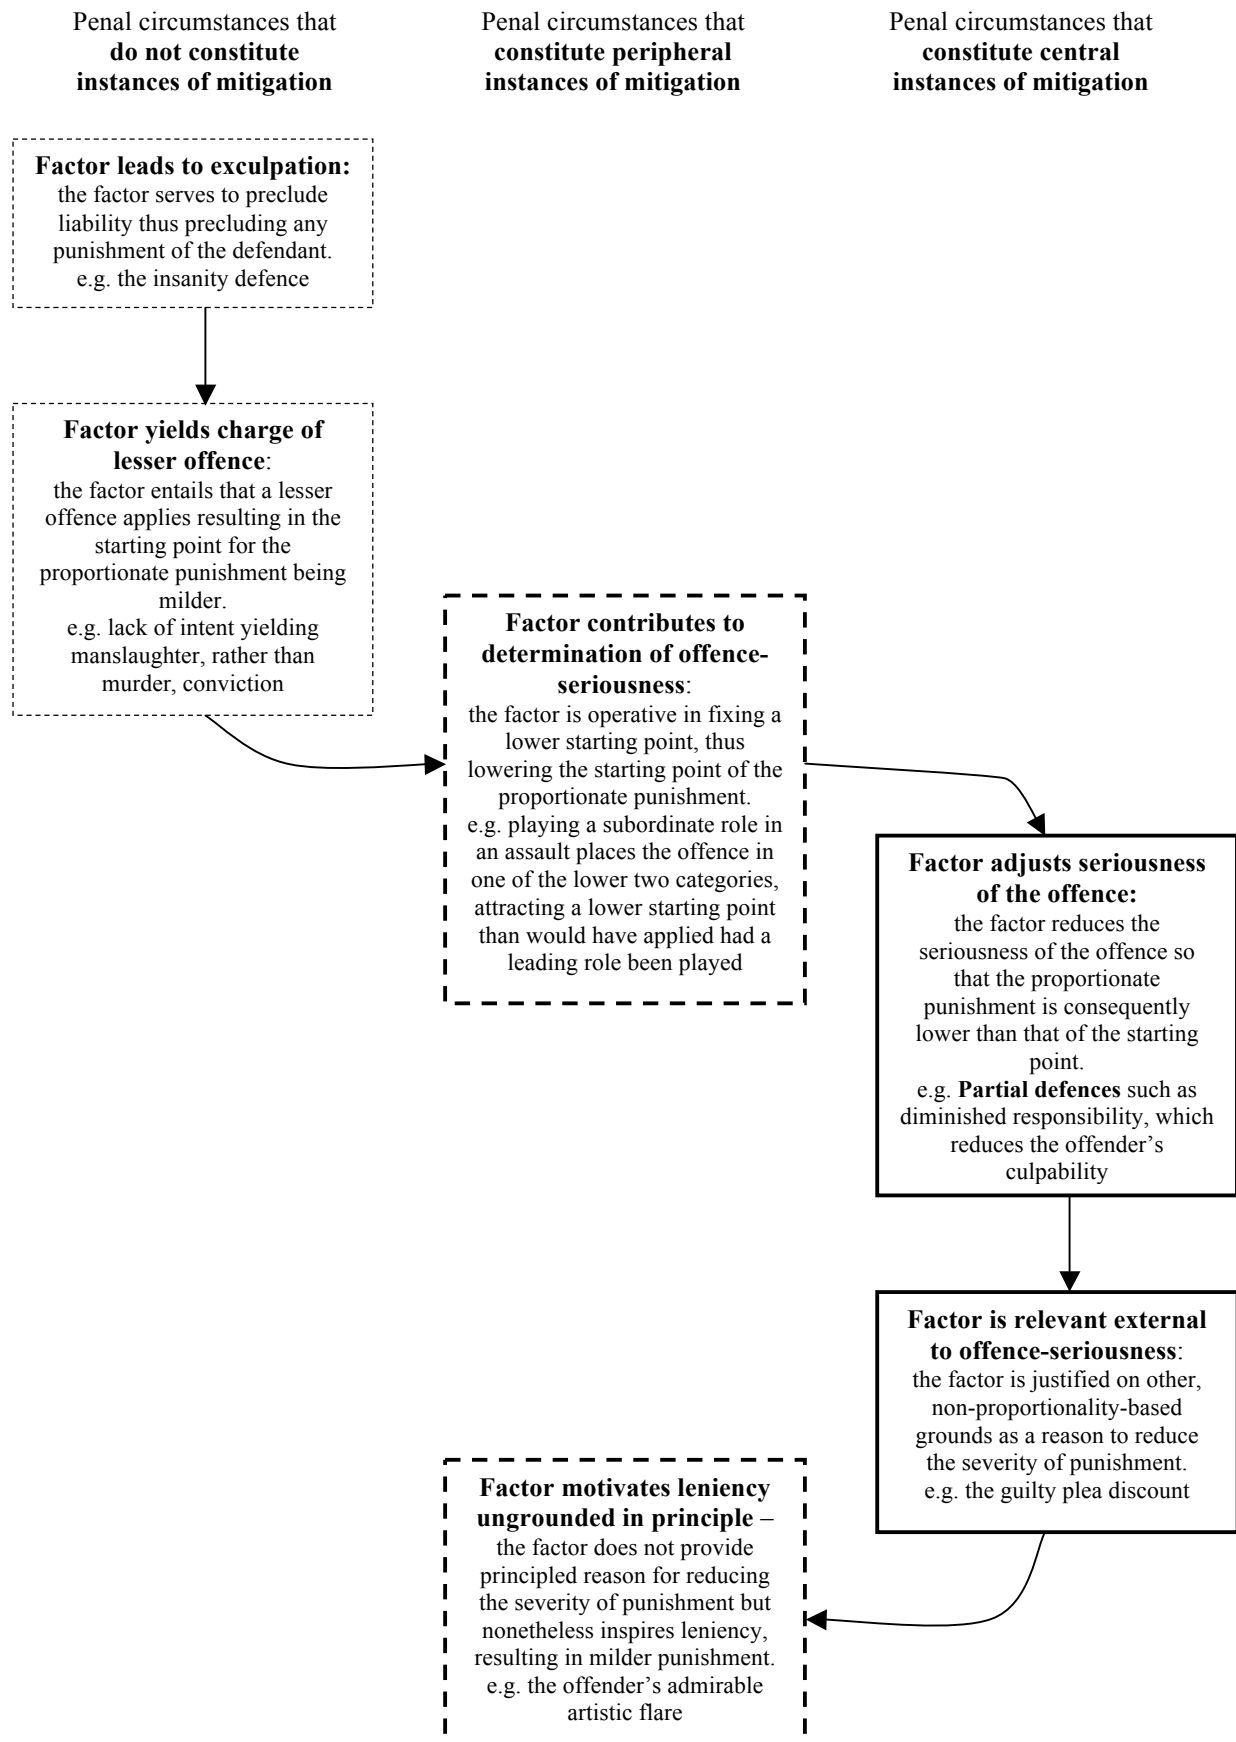 Penal circumstances that
do not constitute
instances of mitigation
Penal circumstances that
constitute peripheral
instances of mitigation
Penal circumstances that
constitute central
instances of mitigation
Factor leads to exculpation:
the factor serves to preclude
liability thus precluding any
punishment of the defendant.
e.g. the insanity defence
Factor yields charge of
lesser offence:
the factor entails that a lesser
offence applies resulting in the
starting point for the
proportionate punishment being
milder.
e.g. lack of intent yielding
manslaughter, rather than
murder, conviction
Factor contributes to
determination of offence-
seriousness:
the factor is operative in fixing a
lower starting point, thus
lowering the starting point of the
proportionate punishment.
e.g. playing a subordinate role in
an assault places the offence in
one of the lower two categories,
attracting a lower starting point
than would have applied had a
leading role been played
Factor adjusts seriousness
of the offence:
the factor reduces the
seriousness of the offence so
that the proportionate
punishment is consequently
lower than that of the starting
point.
e.g. Partial defences such as
diminished responsibility, which
reduces the offender’s
culpability
Factor is relevant external
to offence-seriousness:
the factor is justified on other,
non-proportionality-based
grounds as a reason to reduce
the severity of punishment.
e.g. the guilty plea discount
Factor motivates leniency
ungrounded in principle –
the factor does not provide
principled reason for reducing
the severity of punishment but
nonetheless inspires leniency,
resulting in milder punishment.
e.g. the offender’s admirable
artistic flare